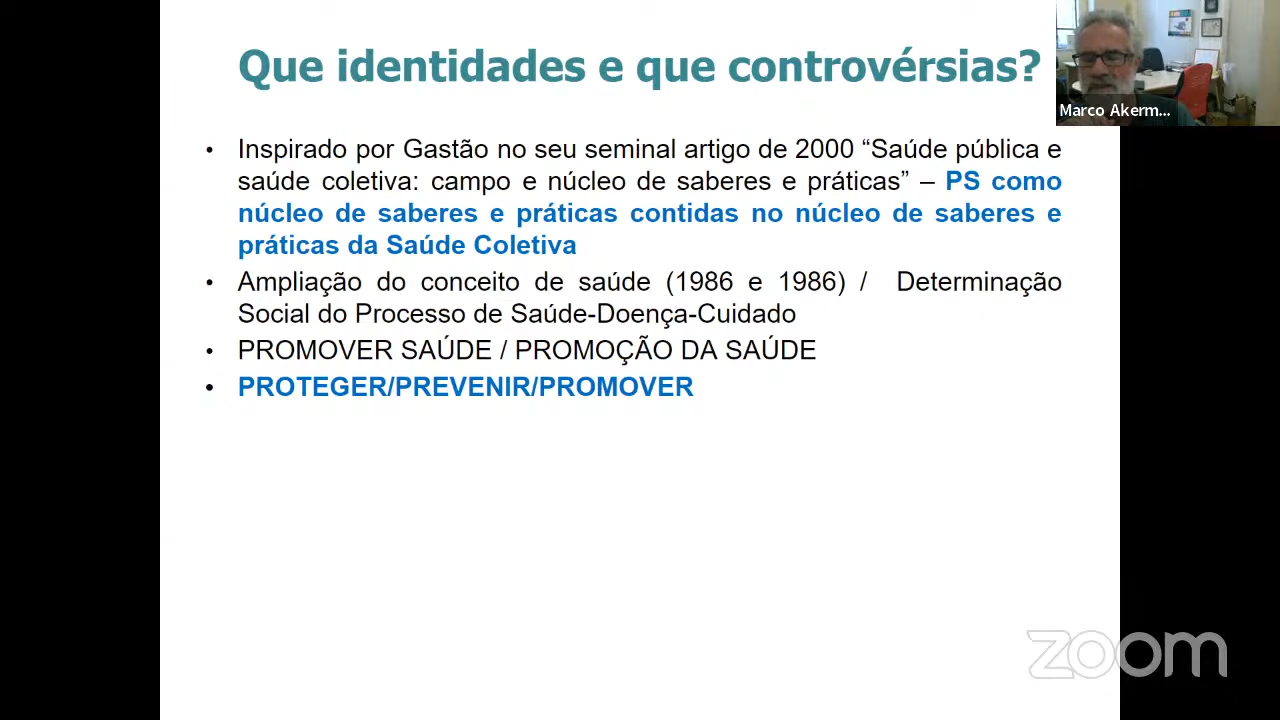 Que identidades e que controvérsias?
Marco Akerm...
• Inspirado por Gastão no seu seminal artigo de 2000 “Saúde pública e
saúde coletiva: campo e núcleo de saberes e práticas” – PS como
núcleo de saberes e práticas contidas no núcleo de saberes e
práticas da Saúde Coletiva
• Ampliação do conceito de saúde (1986 e 1986) / Determinação
Social do Processo de Saúde-Doença-Cuidado
• PROMOVER SAÚDE / PROMOÇÃO DA SAÚDE
• PROTEGER/PREVENIR/PROMOVER
zoom